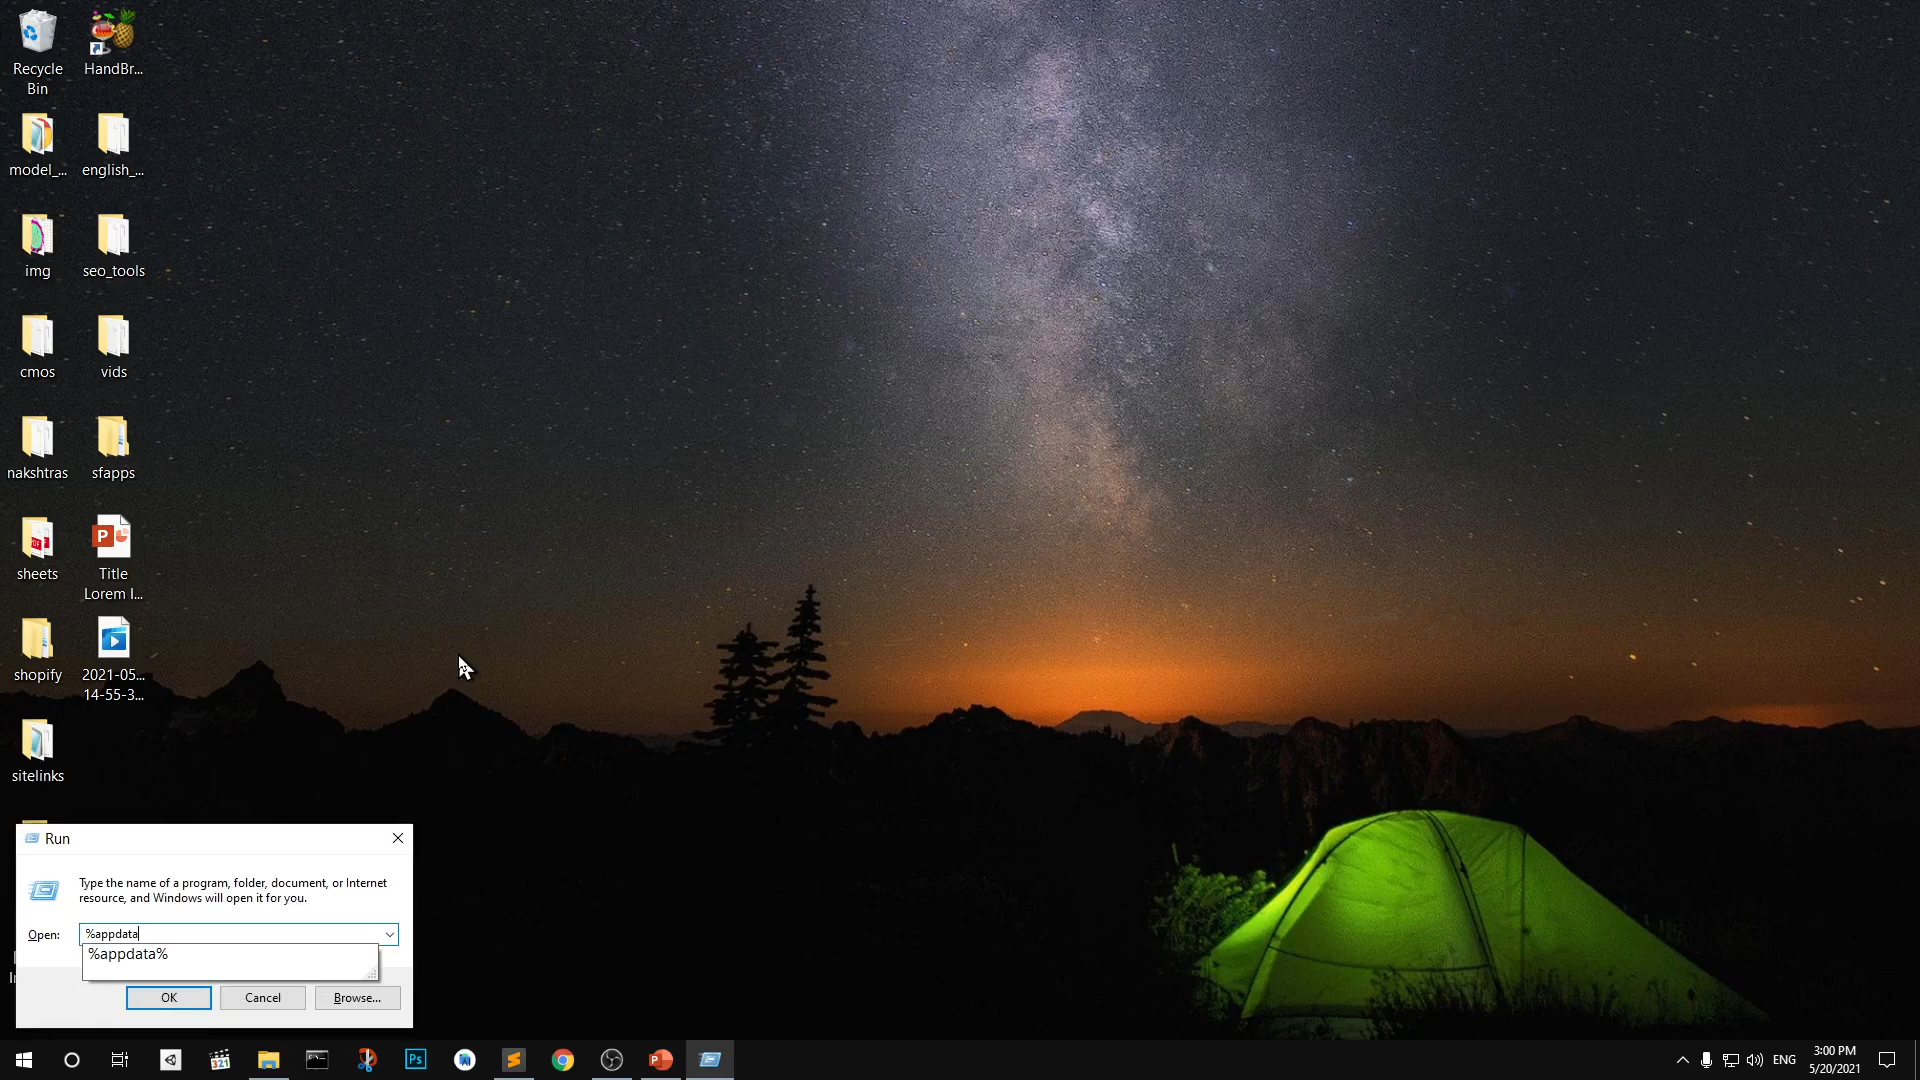 Recycle
Bin
HandBr...
model_...
english_...
img
seo_tools
cmos
vids
nakshtras
sfapps
sheets
Title
Lorem I...
shopify
2021-05...
14-55-3...
sitelinks
Run
Type the name of a program, folder, document, or Internet
resource, and Windows will open it for you.
Open:
%appdata
%appdata%
OK
Cancel
Browse...
321
Ps
P
ENG
3:00 PM
5/20/2021